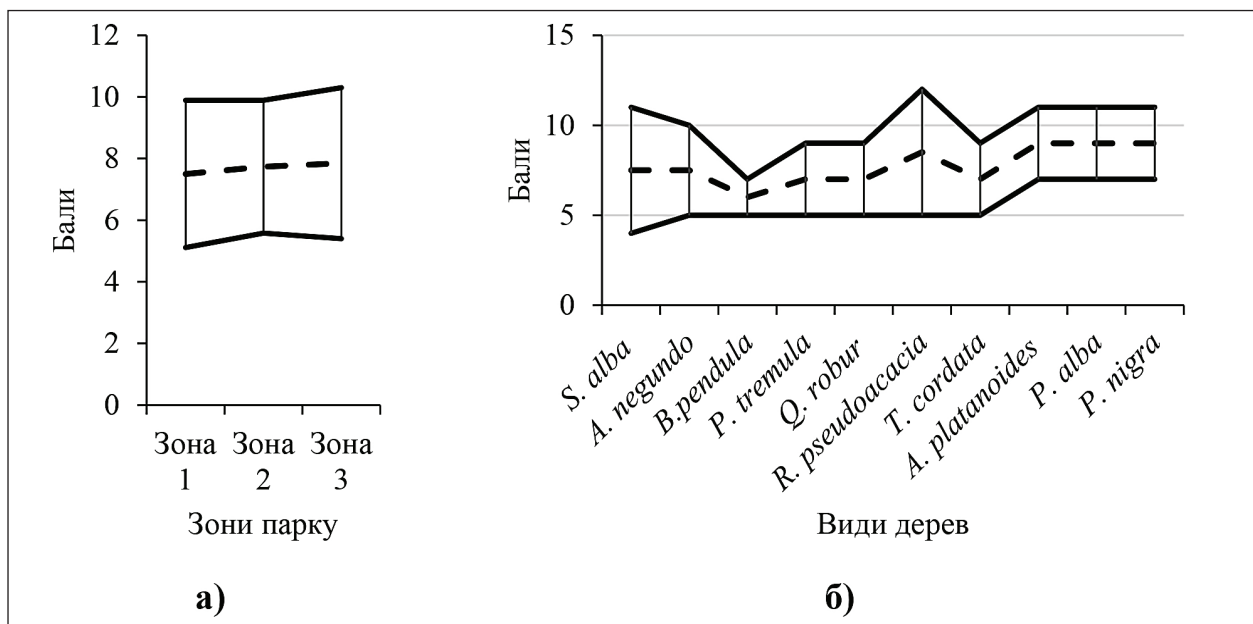 12
10
8
6
4
2
0
Бали
Зона 1
Зона 2
Зона 3
Зони парку
а)
15
10
5
0
Бали
S. alba
A. negundo
B.pendula
P. tremula
Q. robur
R. pseudoacacia
T. cordata
A. platanoides
P. alba
P. nigra
Види дерев
б)